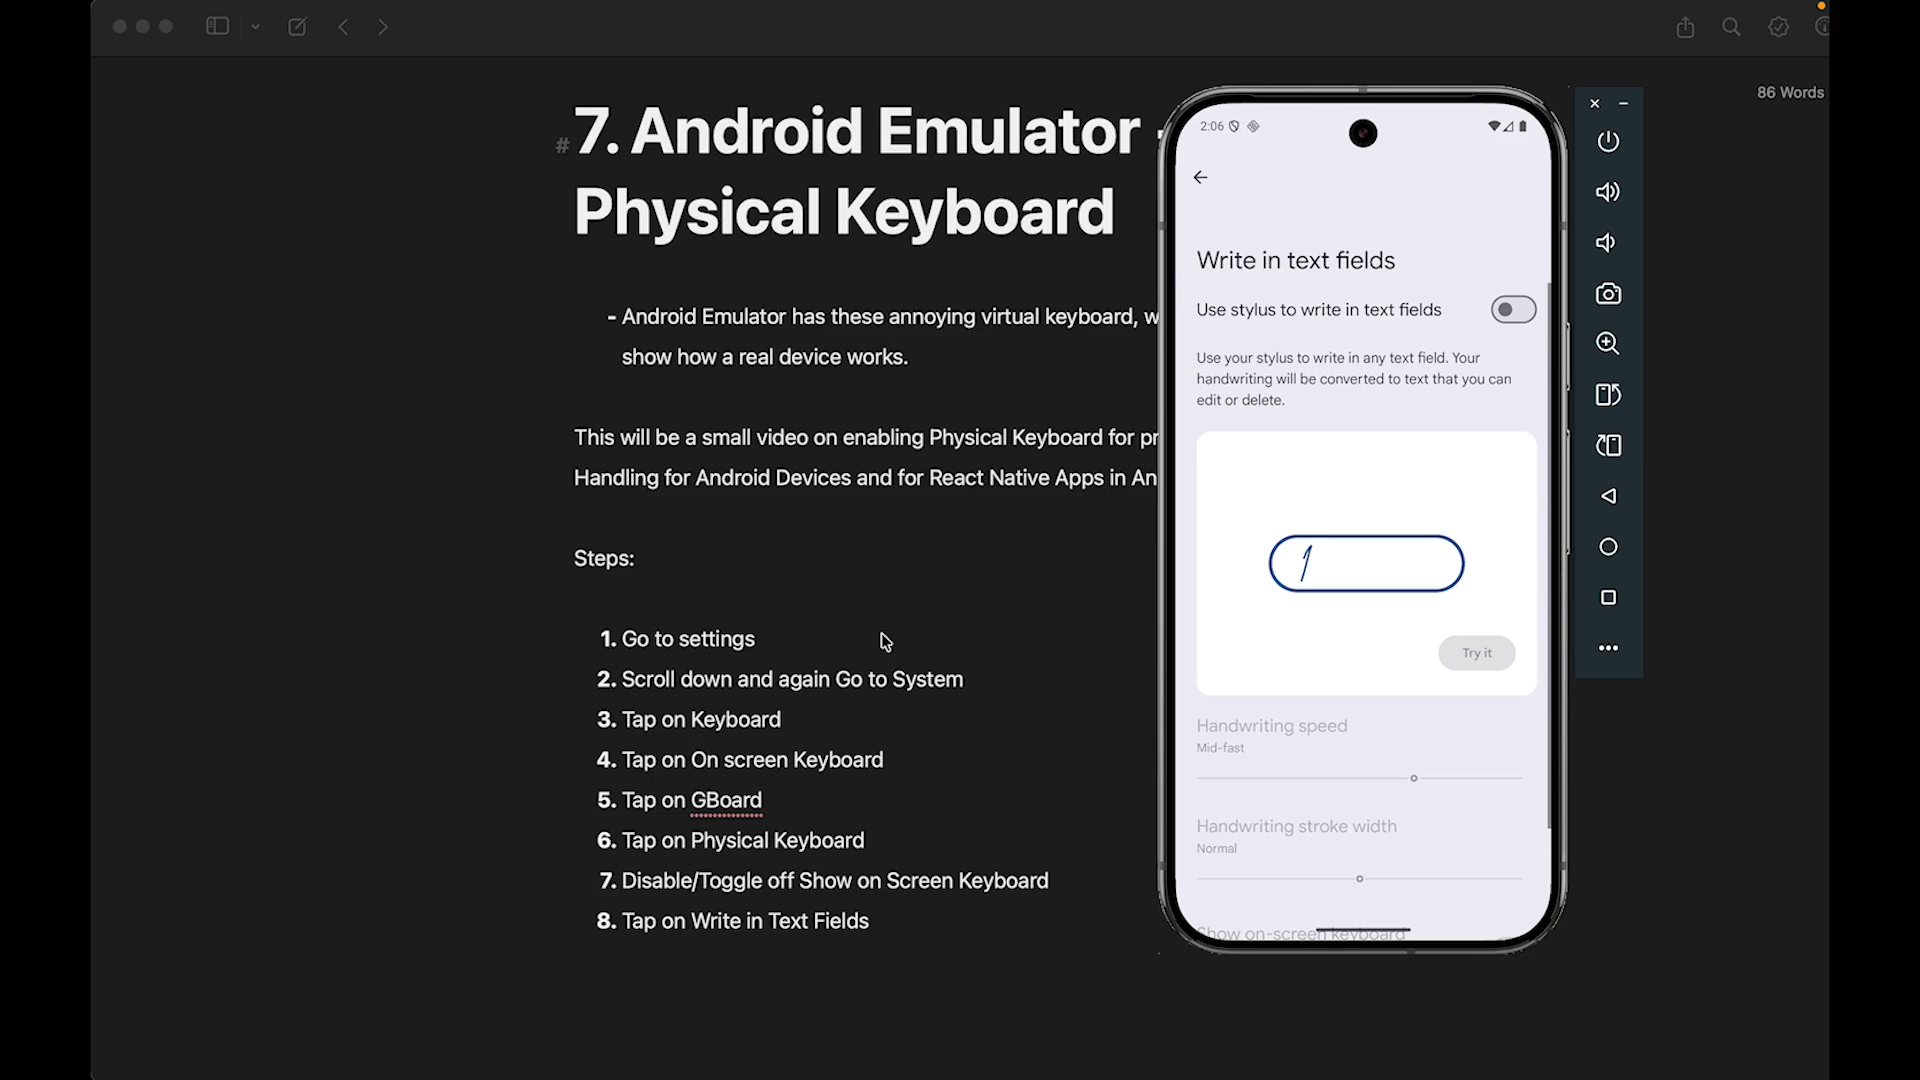 86 Words
# 7. Android Emulator
Physical Keyboard
- Android Emulator has these annoying virtual keyboard, w
show how a real device works.
This will be a small video on enabling Physical Keyboard for pr
Handling for Android Devices and for React Native Apps in An
Steps:
1. Go to settings
2. Scroll down and again Go to System
3. Tap on Keyboard
4. Tap on On screen Keyboard
5. Tap on GBoard
6. Tap on Physical Keyboard
7. Disable/Toggle off Show on Screen Keyboard
8. Tap on Write in Text Fields
2:06
Write in text fields
Use stylus to write in text fields
Use your stylus to write in any text field. Your
handwriting will be converted to text that you can
edit or delete.
Try it
Handwriting speed
Mid-fast
Handwriting stroke width
Normal
Show on-screen keyboard